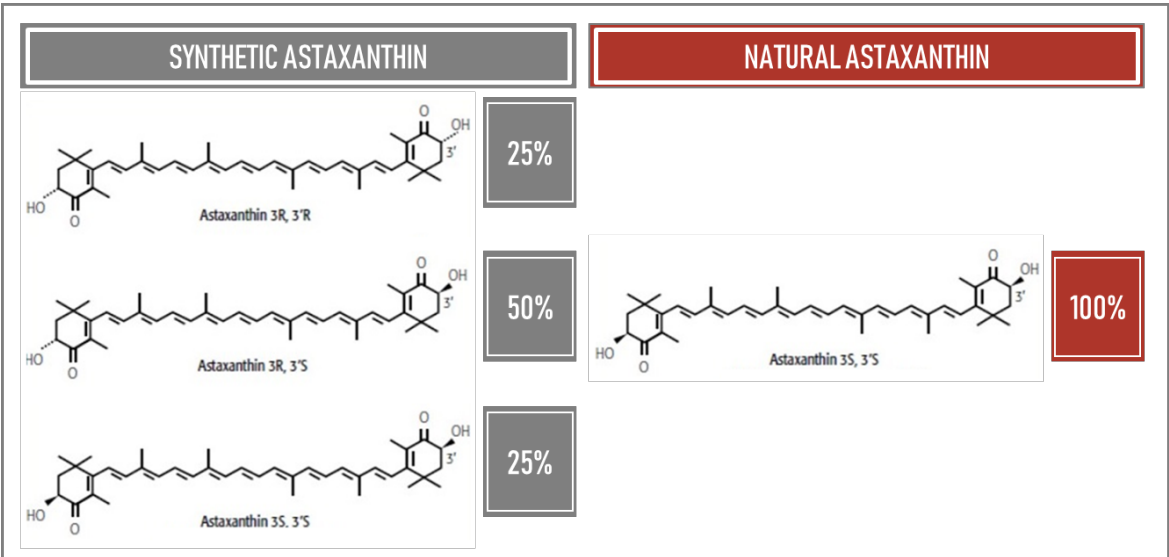 SYNTHETIC ASTAXANTHIN
NATURAL ASTAXANTHIN
O
OH
3'
HO
O
Astaxanthin 3R, 3'R
25%
O
OH
3'
HO
O
Astaxanthin 3R, 3'S
50%
O
OH
3'
HO
O
Astaxanthin 3S, 3'S
100%
O
OH
3'
HO
O
Astaxanthin 3S. 3'S
25%